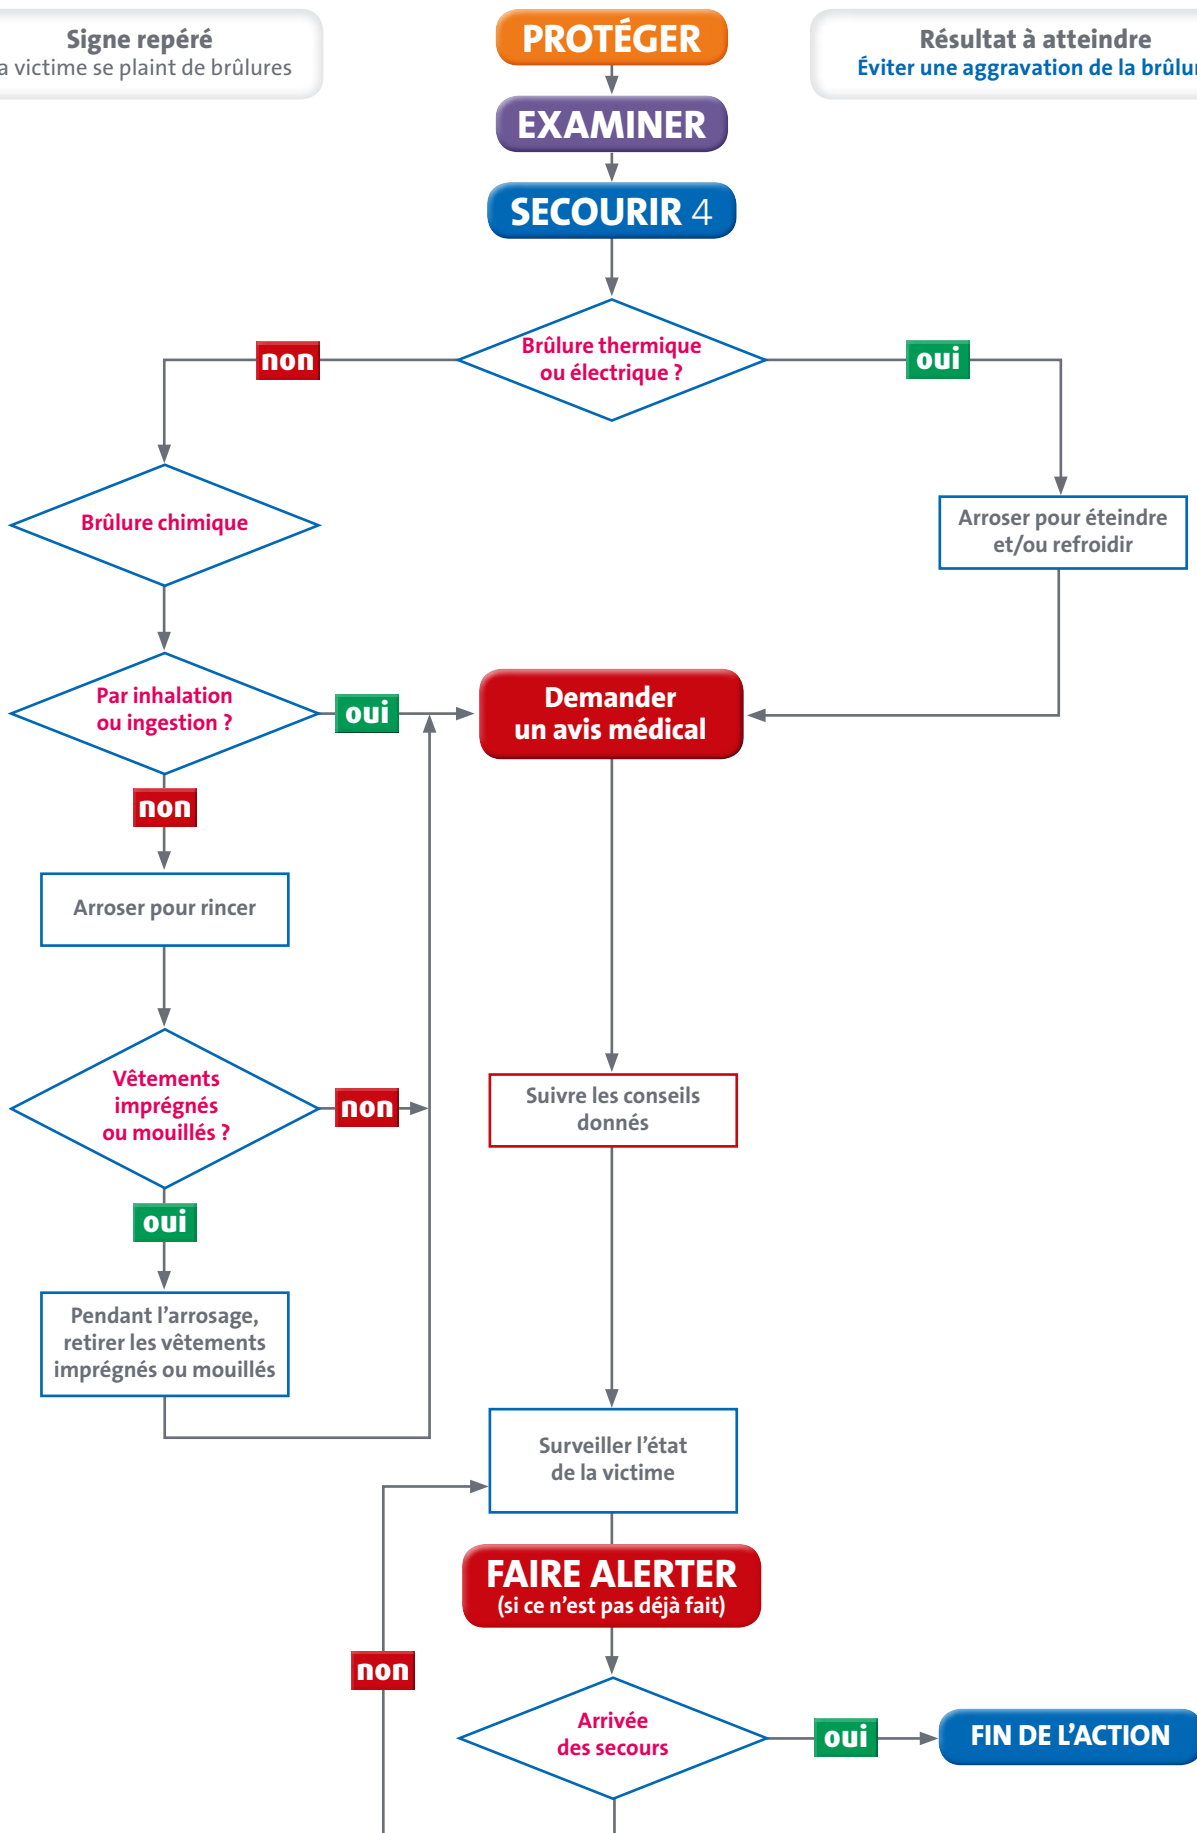 Signe repéré
a victime se plaint de brûlures
PROTÉGER
Résultat à atteindre
Éviter une aggravation de la brûlur
EXAMINER
SECOURIR 4
Brûlure thermique
ou électrique ?
non
oui
Brûlure chimique
Arroser pour éteindre
et/ou refroidir
Par inhalation
ou ingestion ?
oui
Demander
un avis médical
non
Arroser pour rincer
Vêtements
imprégnés
ou mouillés ?
non
Suivre les conseils
donnés
oui
Pendant l’arrosage,
retirer les vêtements
imprégnés ou mouillés
Surveiller l’état
de la victime
FAIRE ALERTER
(si ce n’est pas déjà fait)
non
Arrivée
des secours
oui
FIN DE L’ACTION